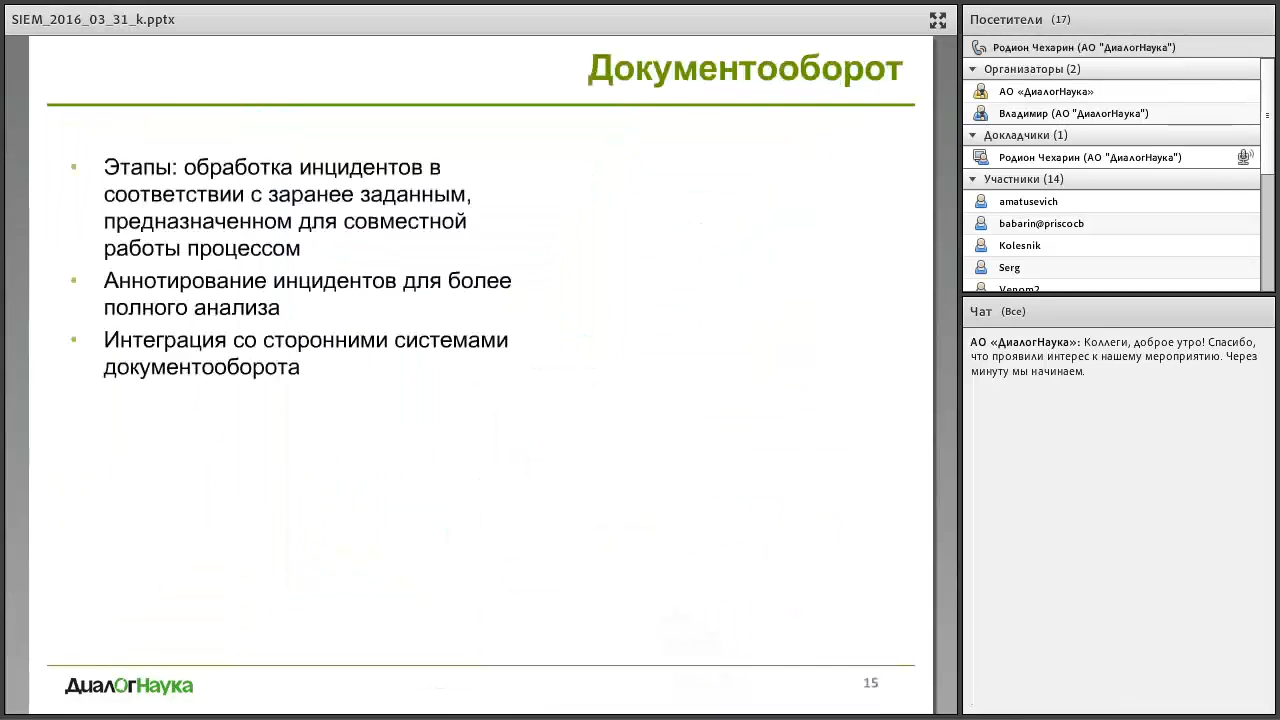 SIEM_2016_03_31_k.pptx
Документооборот
Этапы: обработка инцидентов в
соответствии с заранее заданным,
предназначенном для совместной
работы процессом
Аннотирование инцидентов для более
полного анализа
Интеграция со сторонними системами
документооборота
ДиалОгНаука
15
Посетители (17)
Родион Чехарин (АО "ДиалогНаука")
Организаторы (2)
АО «ДиалогНаука»
Владимир (АО "ДиалогНаука")
Докладчики (1)
Родион Чехарин (АО "ДиалогНаука")
Участники (14)
amatusevich
babarin@priscocb
Kolesnik
Serg
Venom2
Чат (Все)
АО «ДиалогНаука»: Коллеги, доброе утро! Спасибо,
что проявили интерес к нашему мероприятию. Через
минуту мы начинаем.